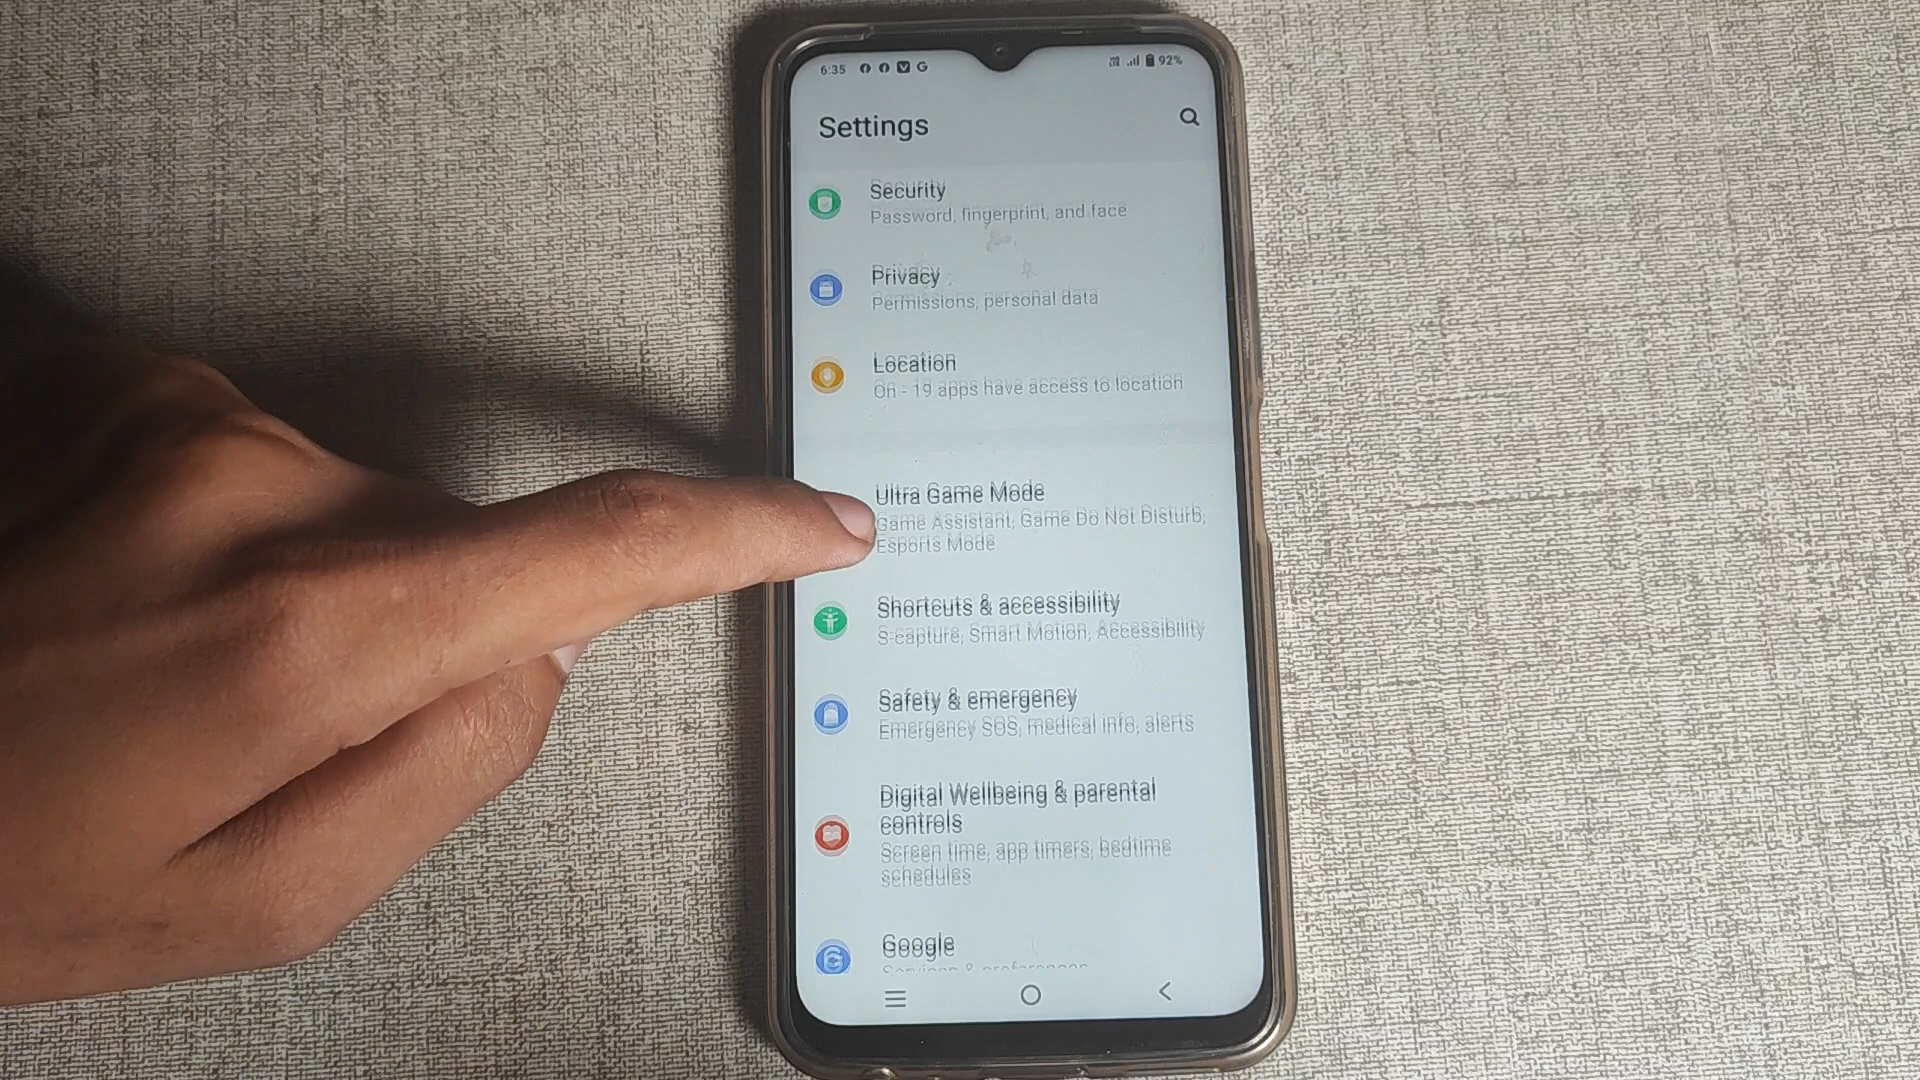 6:35 92%
Settings
Security
Password, fingerprint, and face
Privacy
Permissions, personal data
Location
On - 19 apps have access to location
Ultra Game Mode
Game Assistant, Game Do Not Disturb,
Esports Mode
Shortcuts & accessibility
S-capture, Smart Motion, Accessibility
Safety & emergency
Emergency SOS, medical info, alerts
Digital Wellbeing & parental
controls
Screen time, app timers, bedtime
schedules
Google
Services & preferences